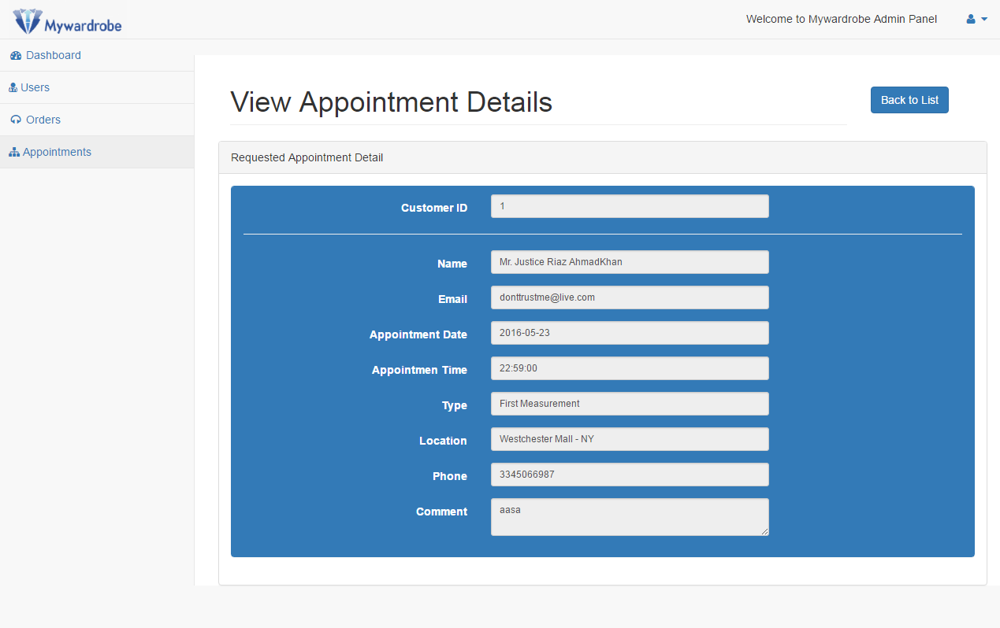 Mywardrobe
Welcome to Mywardrobe Admin Panel
Dashboard
Users
Orders
Appointments
View Appointment Details
Back to List
Requested Appointment Detail
Customer ID 1
Name Mr. Justice Riaz AhmadKhan
Email donttrustme@live.com
Appointment Date 2016-05-23
Appointmen Time 22:59:00
Type First Measurement
Location Westchester Mall - NY
Phone 3345066987
Comment aasa